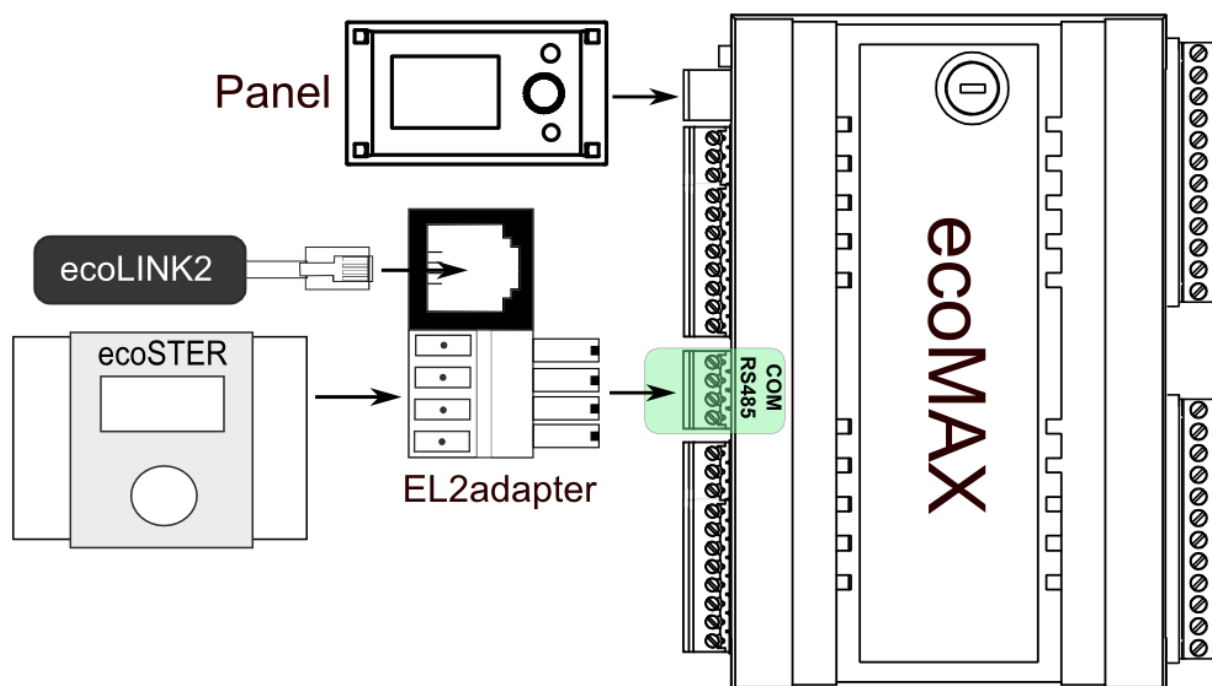 Panel
ecoLINK2
ecoSTER
EL2adapter
COM
RS485
ecoMAX